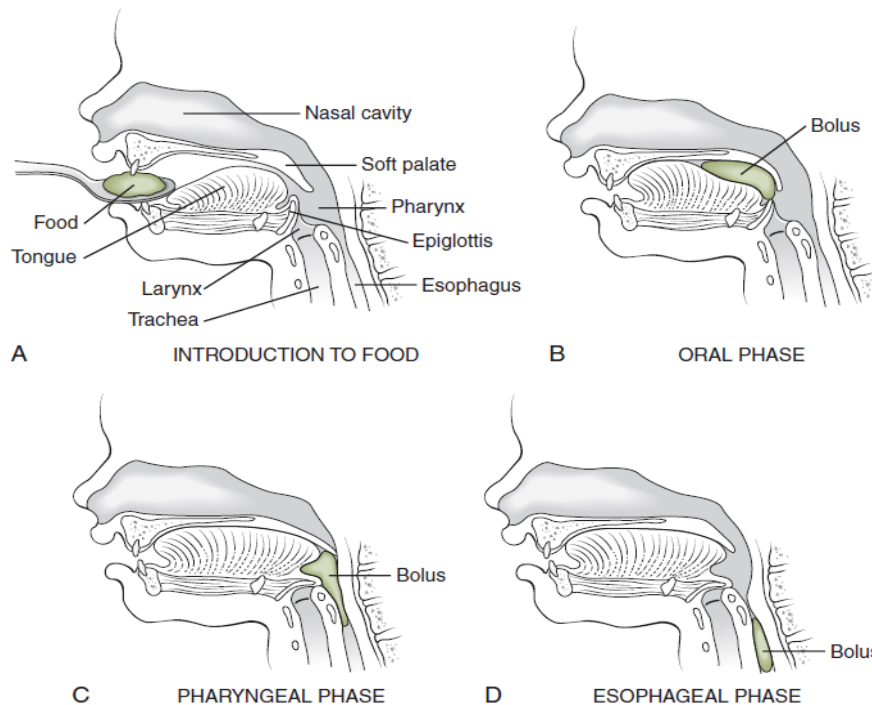 Nasal cavity
Soft palate
Food
Pharynx
Tongue
Epiglottis
Larynx
Esophagus
Trachea
A INTRODUCTION TO FOOD
Bolus
B ORAL PHASE
Bolus
C PHARYNGEAL PHASE
Bolus
D ESOPHAGEAL PHASE